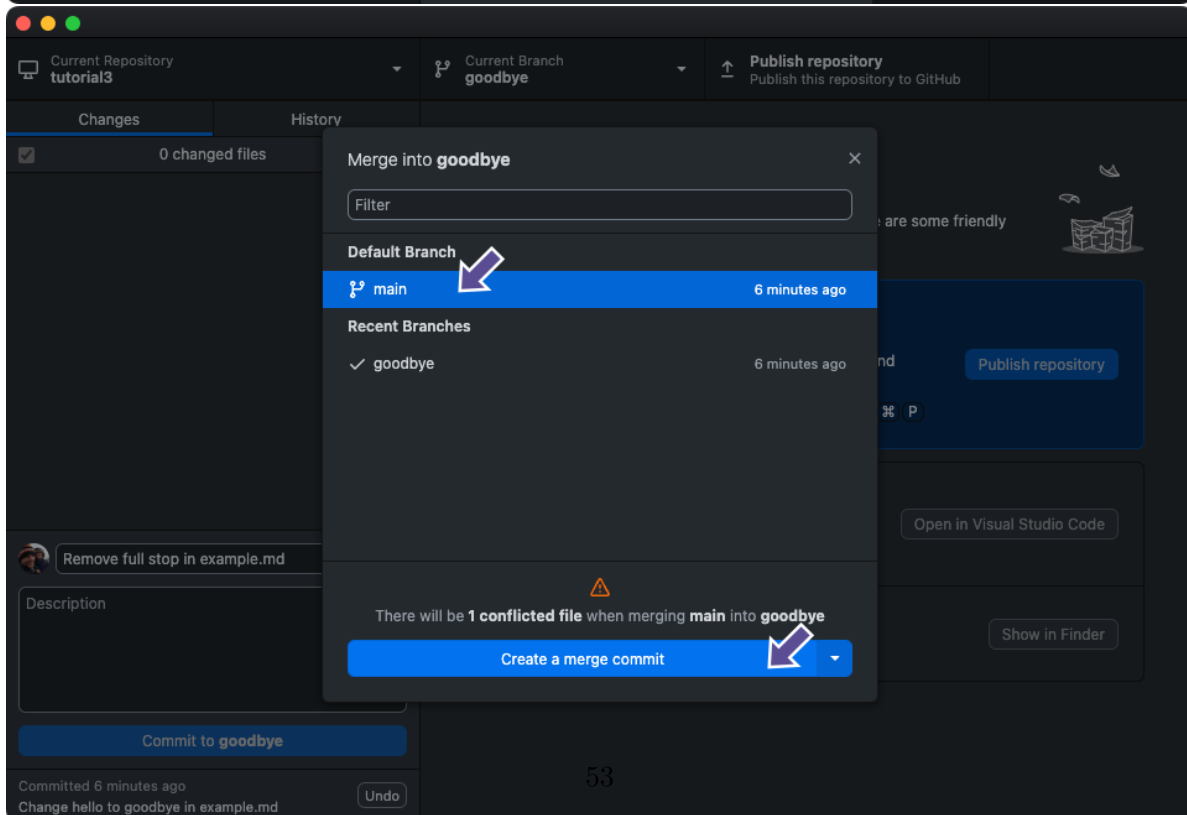 Current Repository
tutorial3
Current Branch
goodbye
Publish repository
Publish this repository to GitHub
Changes
History
0 changed files
Merge into goodbye
Filter
Default Branch
main
6 minutes ago
Recent Branches
goodbye
6 minutes ago
There will be 1 conflicted file when merging main into goodbye
Create a merge commit
are some friendly
nd
Publish repository
⌘ P
Open in Visual Studio Code
Show in Finder
Remove full stop in example.md
Description
Commit to goodbye
Committed 6 minutes ago
Change hello to goodbye in example.md
Undo
53